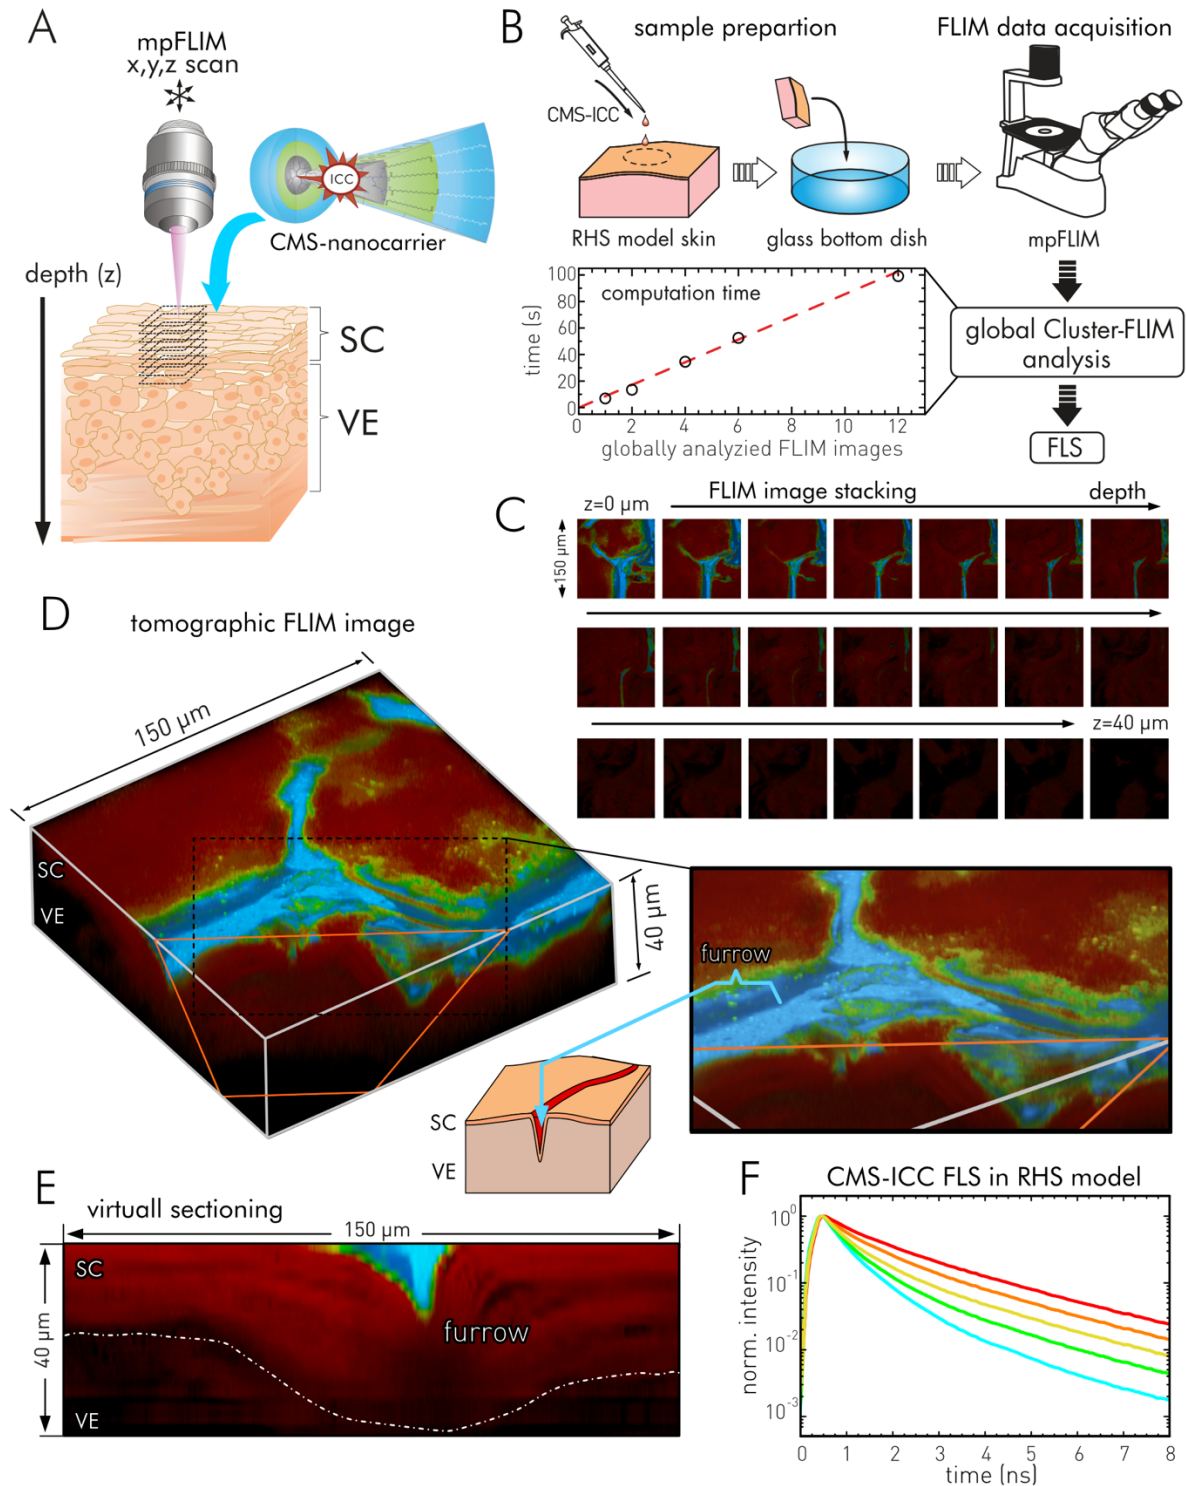 A
mpFLIM
x,y,z scan
ICC
CMS-nanocarrier
depth (z)
SC
VE
B
sample prepartion
FLIM data acquisition
CMS-ICC
RHS model skin
glass bottom dish
mpFLIM
computation time
time (s)
100
80
60
40
20
0
0 2 4 6 8 10 12
globally analyzied FLIM images
global Cluster-FLIM
analysis
FLS
C
FLIM image stacking
depth
z=0 µm
150 µm
z=40 µm
D
tomographic FLIM image
150 µm
SC
VE
40 µm
furrow
SC
VE
E
virtuall sectioning
150 µm
40 µm
SC
furrow
VE
F
CMS-ICC FLS in RHS model
norm. intensity
10⁰
10⁻¹
10⁻²
10⁻³
0 1 2 3 4 5 6 7 8
time (ns)